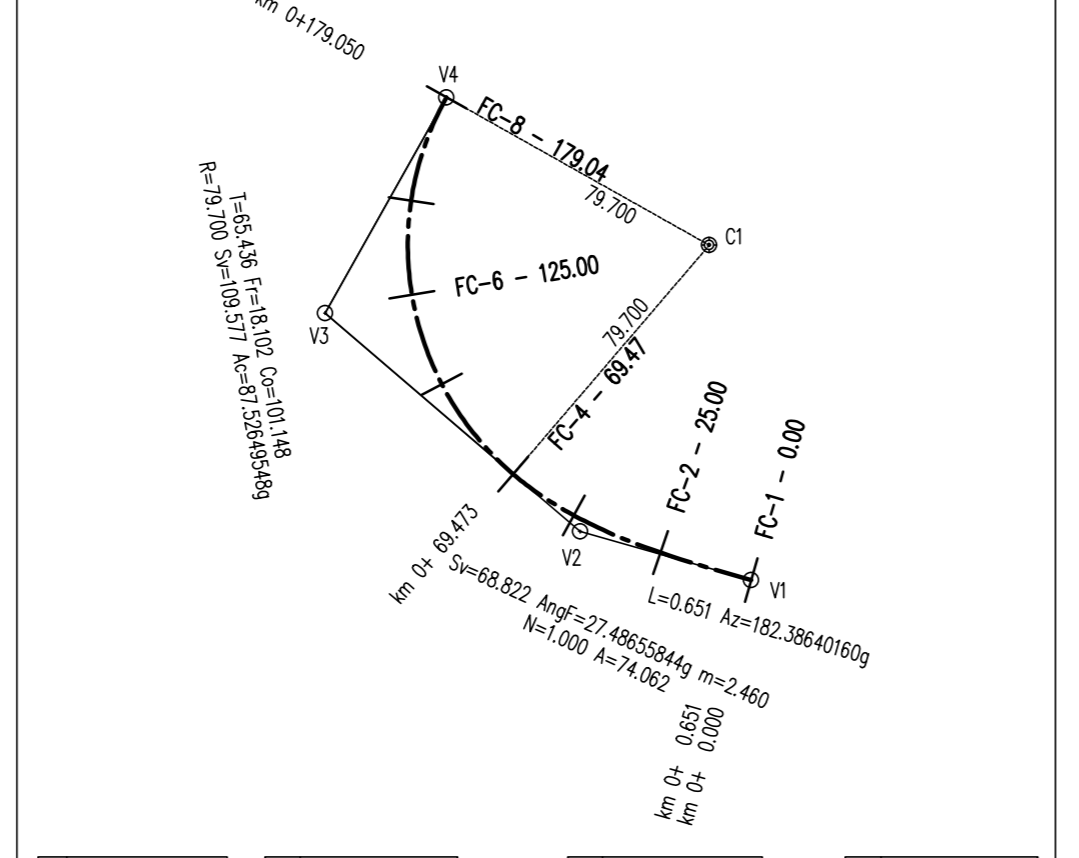 km 0+179.050
V4
FC-8 - 179.04
79.700
C1
T=65.436 Fr=18.102 Co=101.148
R=79.700 Sv=109.577 Ac=87.52649548g
FC-6 - 125.00
V3
79.700
FC-4 - 69.47
FC-2 - 25.00
FC-1 - 0.00
km 0+ 69.473
V2
V1
Sv=68.822 AngF=27.48655844g m=2.460
N=1.000 A=74.062
L=0.651 Az=182.38640160g
km 0+ 0.651
km 0+ 0.000